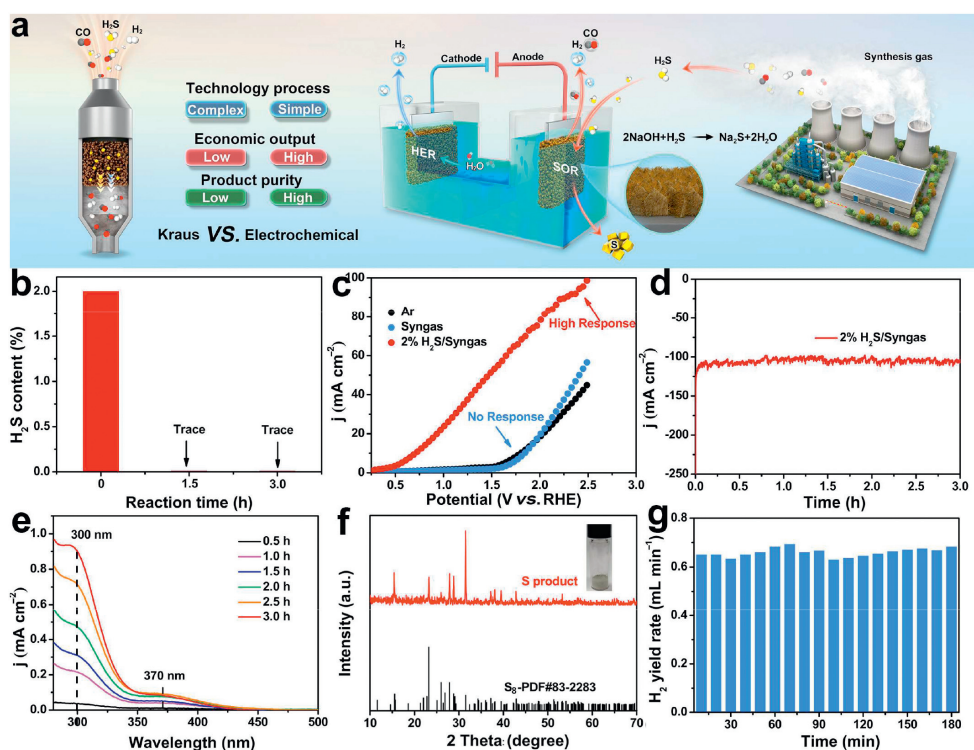 a
CO
H₂S
H₂
Technology process
Complex Simple
Economic output
Low High
Product purity
Low High
Kraus VS. Electrochemical
H₂
Cathode
Anode
H₂
CO
HER
H₂O
SOR
S
H₂S
2NaOH+H₂S → Na₂S+2H₂O
Synthesis gas
b
H₂S content (%)
2.0
1.5
1.0
0.5
0.0
Trace
Trace
0 1.5 3.0
Reaction time (h)
c
j (mA cm⁻²)
100
80
60
40
20
0
Ar
Syngas
2% H₂S/Syngas
High Response
No Response
0.5 1.0 1.5 2.0 2.5
Potential (V vs. RHE)
d
j (mA cm⁻²)
0
-50
-100
-150
-200
-250
2% H₂S/Syngas
0.0 0.5 1.0 1.5 2.0 2.5 3.0
Time (h)
e
j (mA cm⁻²)
1.0
0.8
0.6
0.4
0.2
0.0
300 nm
370 nm
0.5 h
1.0 h
1.5 h
2.0 h
2.5 h
3.0 h
350 400 450 500
Wavelength (nm)
f
Intensity (a.u.)
S product
S₈-PDF#83-2283
10 20 30 40 50 60 70
2 Theta (degree)
g
H₂ yield rate (mL min⁻¹)
0.8
0.6
0.4
0.2
0.0
30 60 90 120 150 180
Time (min)